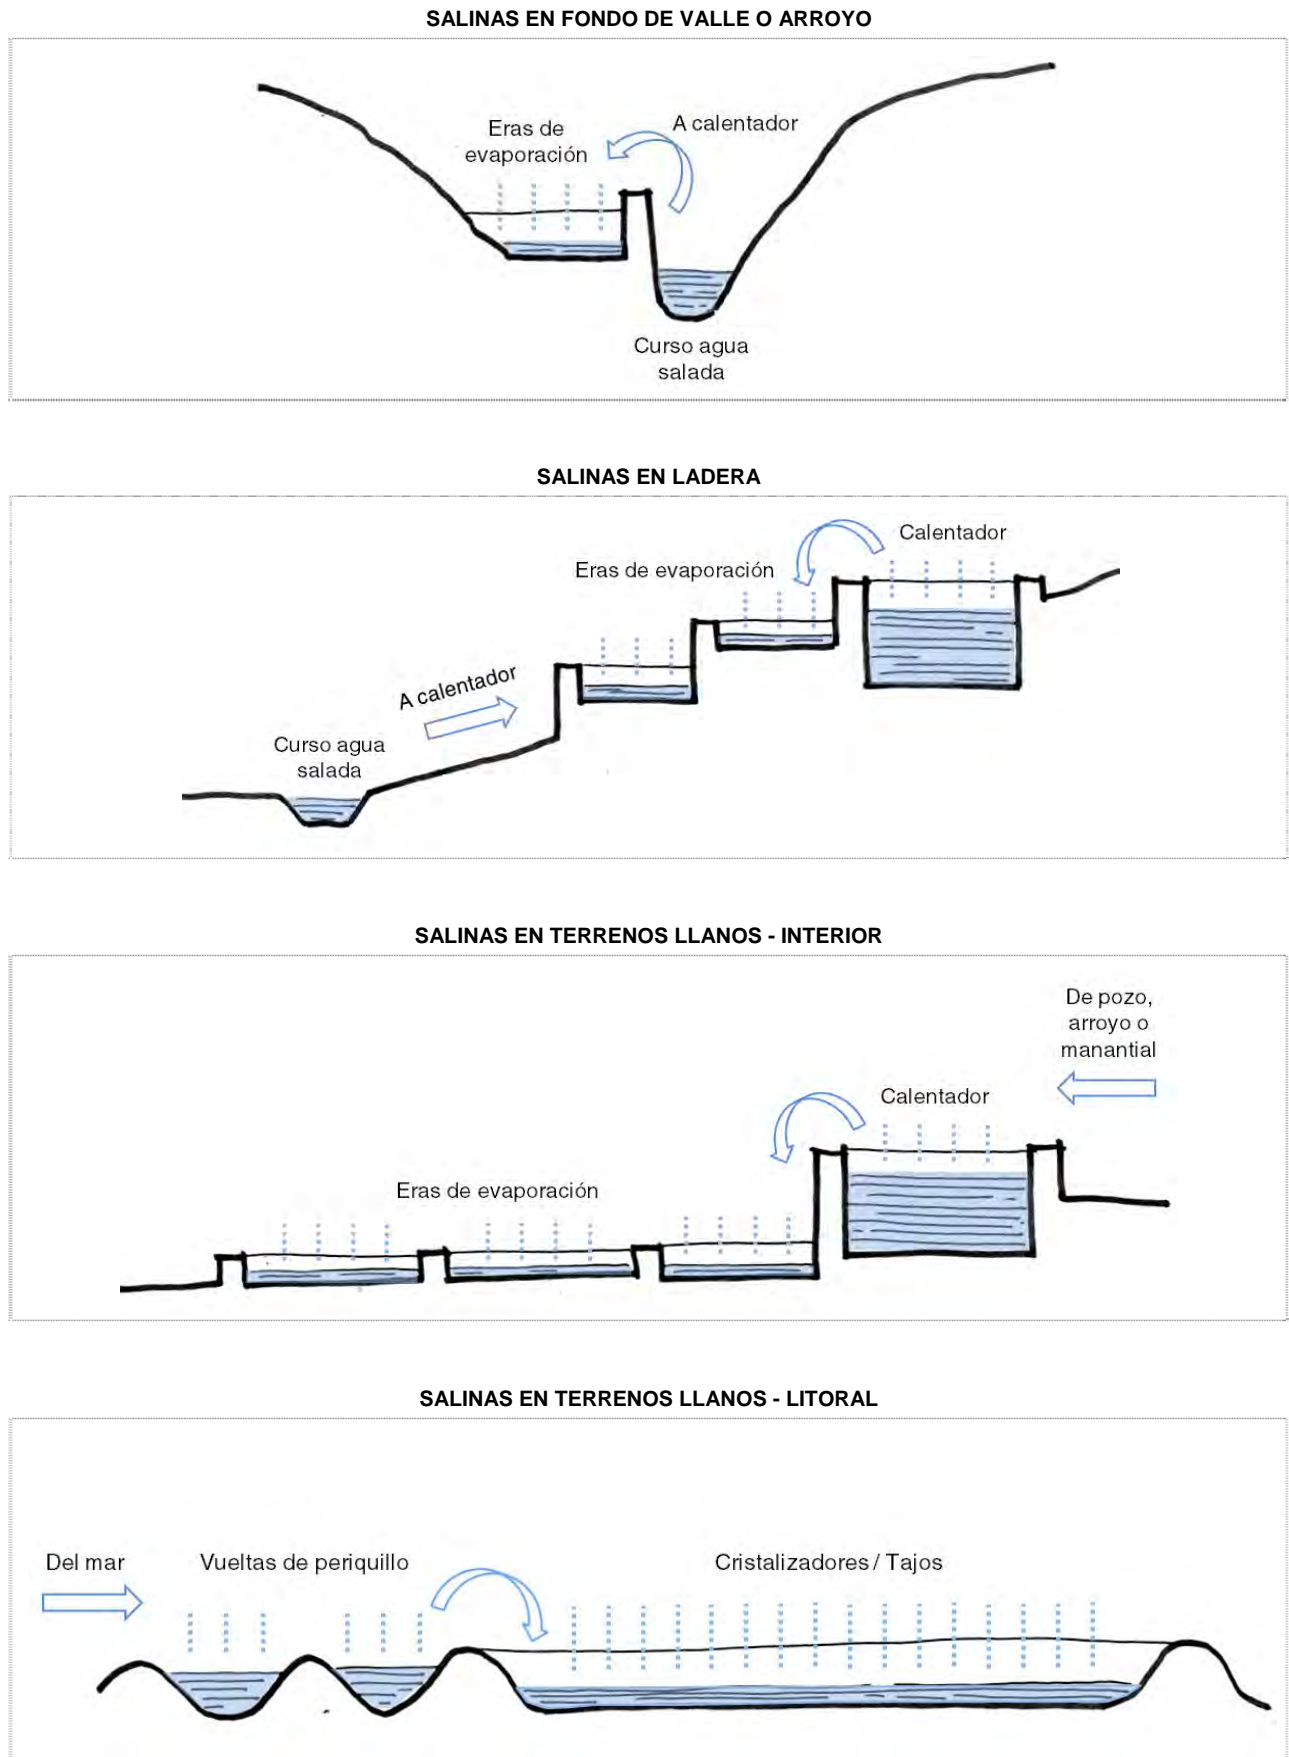 SALINAS EN FONDO DE VALLE O ARROYO
Eras de
evaporación
A calentador
Curso agua
salada
SALINAS EN LADERA
Calentador
Eras de evaporación
A calentador
Curso agua
salada
SALINAS EN TERRENOS LLANOS - INTERIOR
De pozo,
arroyo o
manantial
Calentador
Eras de evaporación
SALINAS EN TERRENOS LLANOS - LITORAL
Del mar
Vueltas de periquillo
Cristalizadores / Tajos